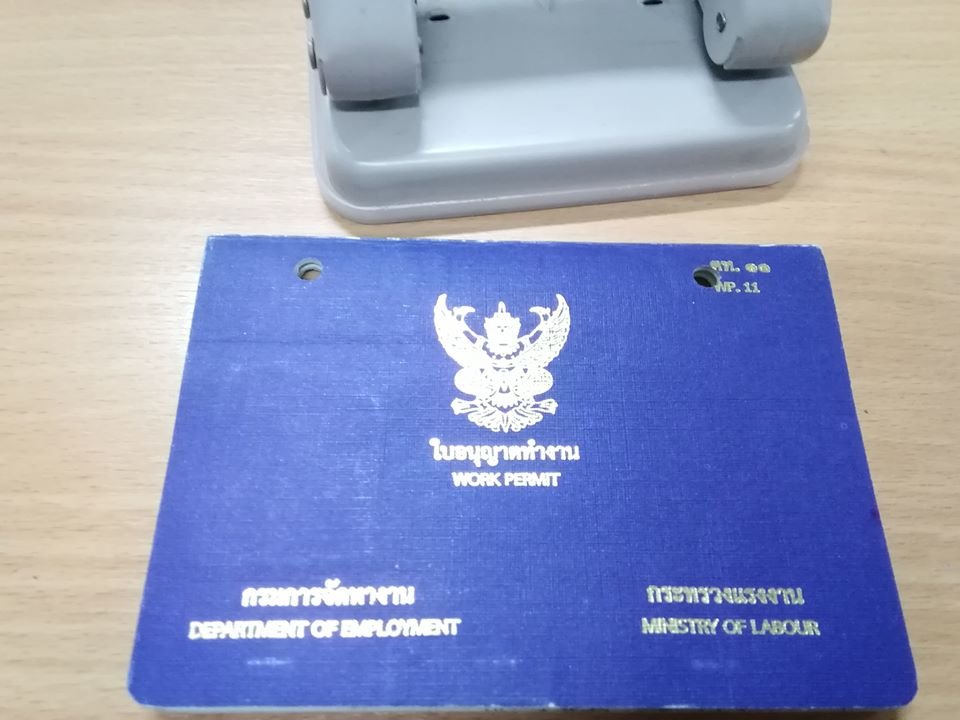 ตท. ๑๑
WP. 11
ใบอนุญาตทำงาน
WORK PERMIT
กรมการจัดหางาน
DEPARTMENT OF EMPLOYMENT
กระทรวงแรงงาน
MINISTRY OF LABOUR